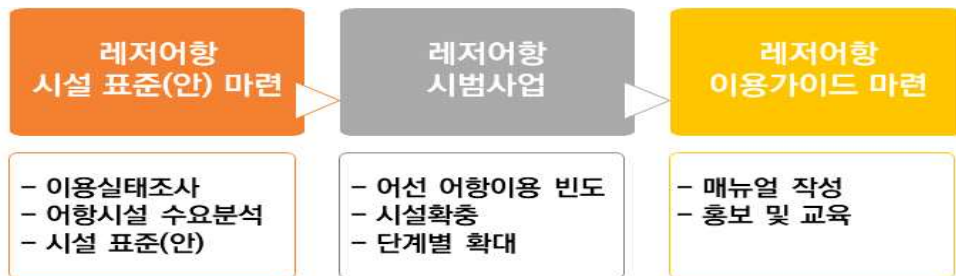 레저어항
시설 표준(안) 마련
- 이용실태조사
- 어항시설 수요분석
- 시설 표준(안)
레저어항
시범사업
- 어선 어항이용 빈도
- 시설확충
- 단계별 확대
레저어항
이용가이드 마련
- 매뉴얼 작성
- 홍보 및 교육